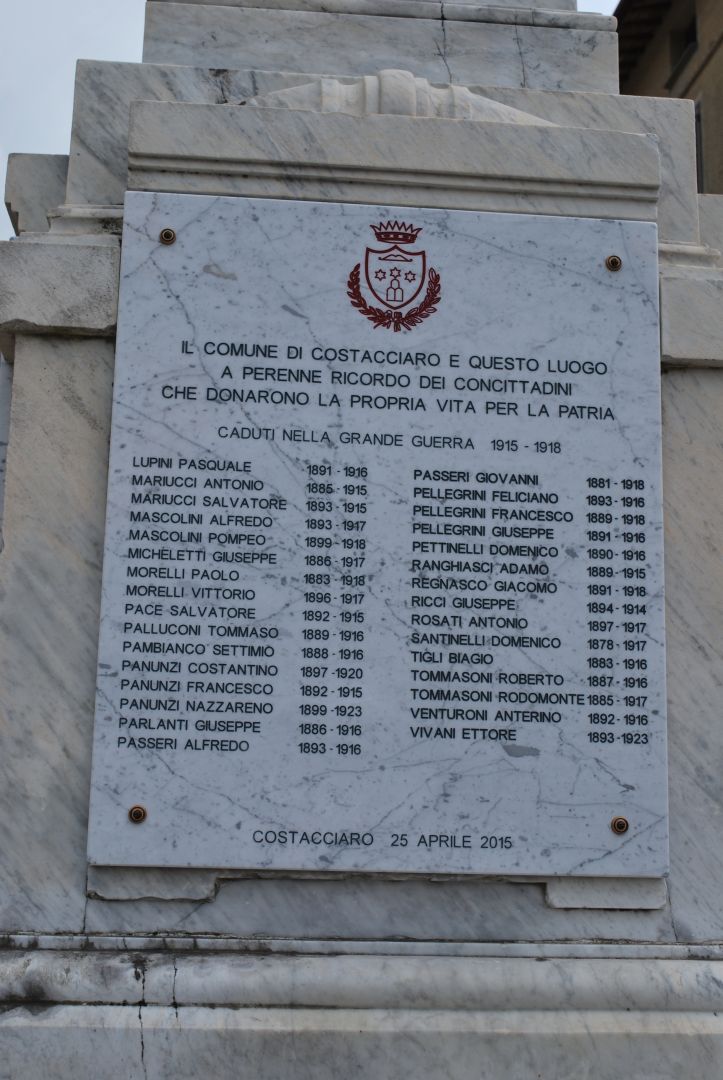 IL COMUNE DI COSTACCIARO E QUESTO LUOGO
A PERENNE RICORDO DEI CONCITTADINI
CHE DONARONO LA PROPRIA VITA PER LA PATRIA
CADUTI NELLA GRANDE GUERRA 1915 - 1918
LUPINI PASQUALE 1891 - 1916
MARIUCCI ANTONIO 1885 - 1915
MARIUCCI SALVATORE 1893 - 1915
MASCOLINI ALFREDO 1893 - 1917
MASCOLINI POMPEO 1899 - 1918
MICHELETTI GIUSEPPE 1886 - 1917
MORELLI PAOLO 1883 - 1918
MORELLI VITTORIO 1896 - 1917
PACE SALVATORE 1892 - 1915
PALLUCONI TOMMASO 1889 - 1916
PAMBIANCO SETTIMIO 1888 - 1916
PANUNZI COSTANTINO 1897 - 1920
PANUNZI FRANCESCO 1892 - 1915
PANUNZI NAZZARENO 1899 - 1923
PARLANTI GIUSEPPE 1886 - 1916
PASSERI ALFREDO 1893 - 1916
PASSERI GIOVANNI 1881 - 1918
PELLEGRINI FELICIANO 1893 - 1916
PELLEGRINI FRANCESCO 1889 - 1918
PELLEGRINI GIUSEPPE 1891 - 1916
PETTINELLI DOMENICO 1890 - 1916
RANGHIASCI ADAMO 1889 - 1915
REGNASCO GIACOMO 1891 - 1918
RICCI GIUSEPPE 1894 - 1914
ROSATI ANTONIO 1897 - 1917
SANTINELLI DOMENICO 1878 - 1917
TIGLI BIAGIO 1883 - 1916
TOMMASONI ROBERTO 1887 - 1916
TOMMASONI RODOMONTE 1885 - 1917
VENTURONI ANTERINO 1892 - 1916
VIVANI ETTORE 1893 - 1923
COSTACCIARO 25 APRILE 2015